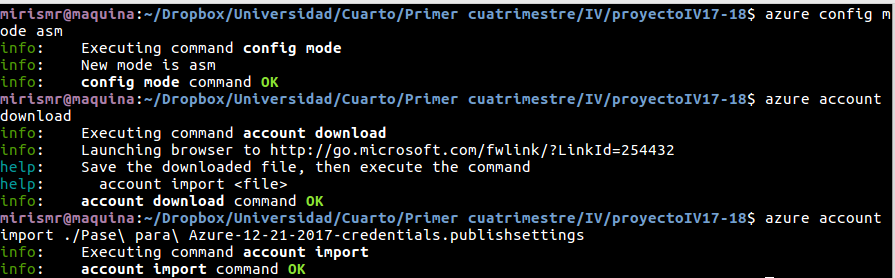 mirismr@maquina:~/Dropbox/Universidad/Cuarto/Primer cuatrimestre/IV/proyectoIV17-18$ azure config m
ode asm
info:    Executing command config mode
info:    New mode is asm
info:    config mode command OK
mirismr@maquina:~/Dropbox/Universidad/Cuarto/Primer cuatrimestre/IV/proyectoIV17-18$ azure account
download
info:    Executing command account download
info:    Launching browser to http://go.microsoft.com/fwlink/?LinkId=254432
help:    Save the downloaded file, then execute the command
help:      account import <file>
info:    account download command OK
mirismr@maquina:~/Dropbox/Universidad/Cuarto/Primer cuatrimestre/IV/proyectoIV17-18$ azure account
import ./Pase\ para\ Azure-12-21-2017-credentials.publishsettings
info:    Executing command account import
info:    account import command OK